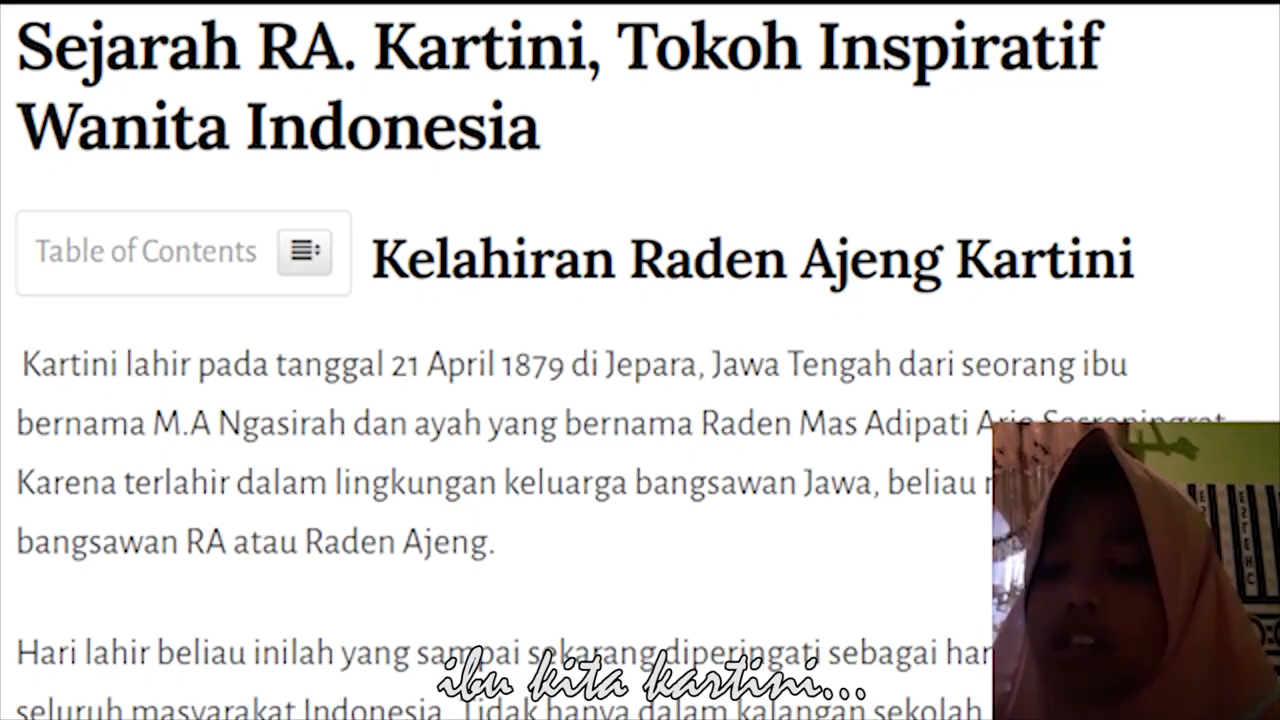 Sejarah RA. Kartini, Tokoh Inspiratif
Wanita Indonesia
Table of Contents
Kelahiran Raden Ajeng Kartini
Kartini lahir pada tanggal 21 April 1879 di Jepara, Jawa Tengah dari seorang ibu
bernama M.A Ngasirah dan ayah yang bernama Raden Mas Adipati Ario Sosroningrat
Karena terlahir dalam lingkungan keluarga bangsawan Jawa, beliau
bangsawan RA atau Raden Ajeng.
Hari lahir beliau inilah yang sampai sekarang diperingati sebagai
ibu kita kartini...
seluruh masyarakat Indonesia. Tidak hanya dalam kalangan sekolah